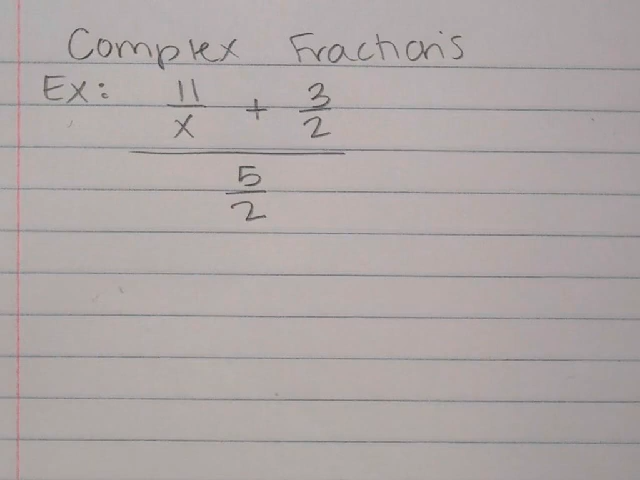 Complex Fractions
Ex: 11/x + 3/2
5/2